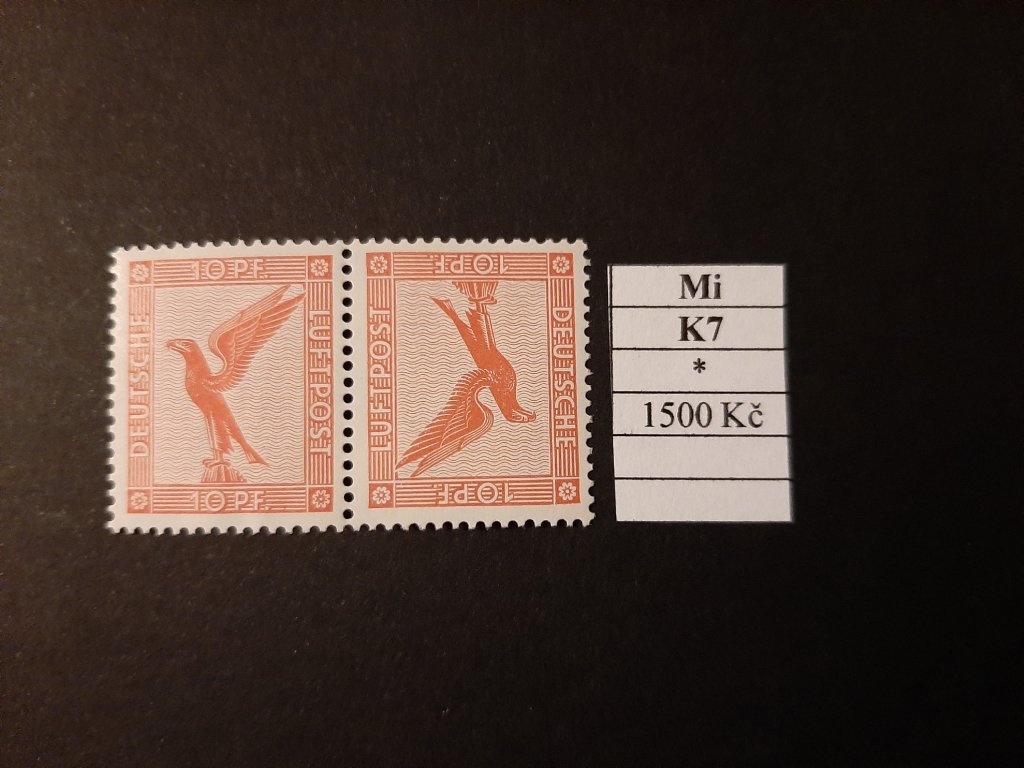 10 PF.
DEUTSCHE
LUFTPOST
10 PF.
10 PF.
LUFTPOST
DEUTSCHE
10 PF.
Mi
K7
*
1500 Kč